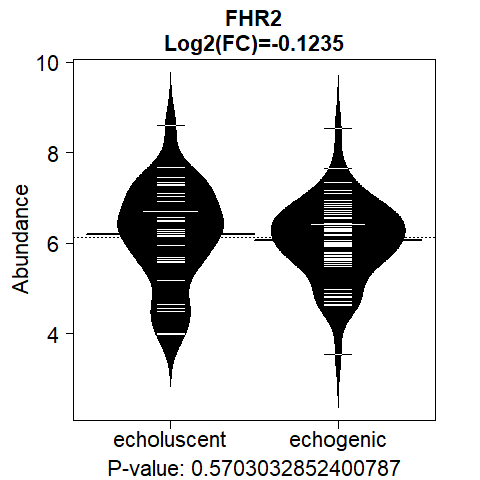 FHR2
Log2(FC)=-0.1235
Abundance
10
8
6
4
echoluscent echogenic
P-value: 0.5703032852400787